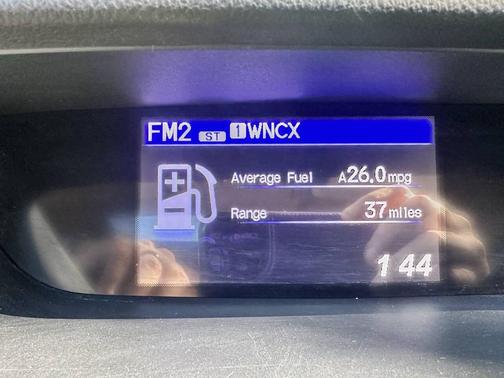 FM2 ST 1 WNCX
Average Fuel A26.0mpg
Range 37miles
1 44